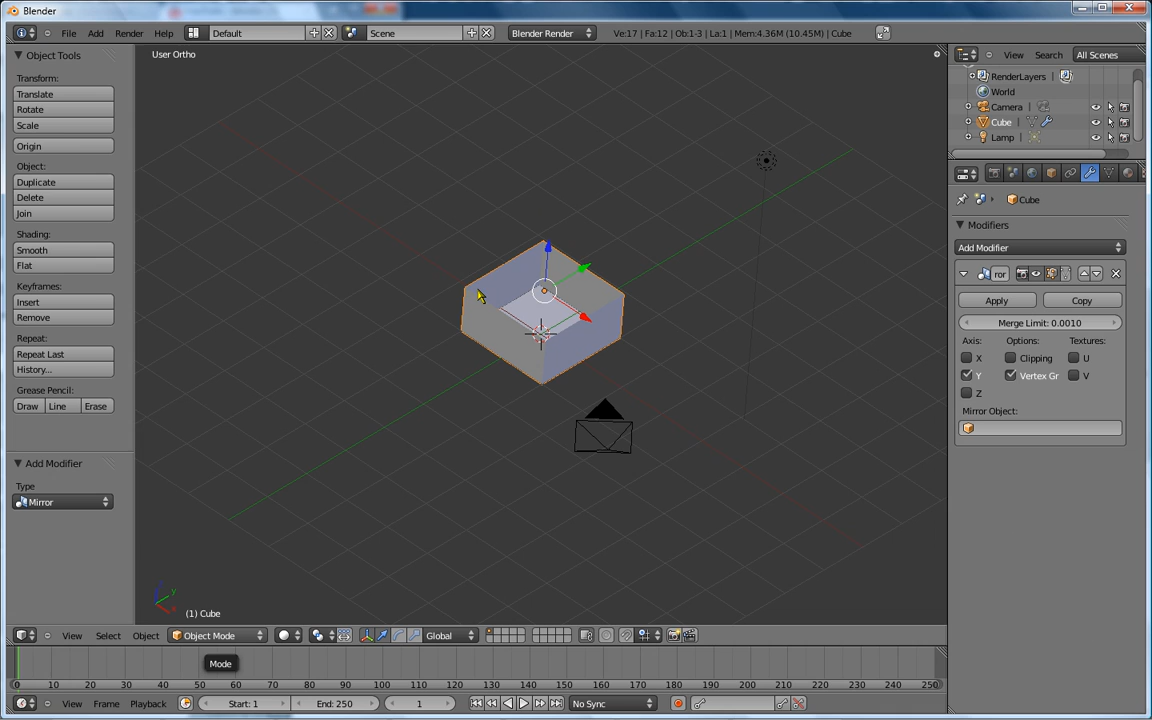 Blender
File Add Render Help Default Scene Blender Render Ve:17 | Fa:12 | Ob:1-3 | La:1 | Mem:4.36M (10.45M) | Cube
Object Tools
Transform:
Translate
Rotate
Scale
Origin
Object:
Duplicate
Delete
Join
Shading:
Smooth
Flat
Keyframes:
Insert
Remove
Repeat:
Repeat Last
History...
Grease Pencil:
Draw Line Erase
Add Modifier
Type
Mirror
User Ortho
z
y
x
(1) Cube
View Search All Scenes
RenderLayers
World
Camera
Cube
Lamp
Cube
Modifiers
Add Modifier
ror
Apply Copy
Merge Limit: 0.0010
Axis: Options: Textures:
X Clipping U
Y Vertex Gr V
Z
Mirror Object:
View Select Object Object Mode Global
Mode
0 10 20 30 40 50 60 70 80 90 100 110 120 130 140 150 160 170 180 190 200 210 220 230 240 250
View Frame Playback Start: 1 End: 250 1 No Sync